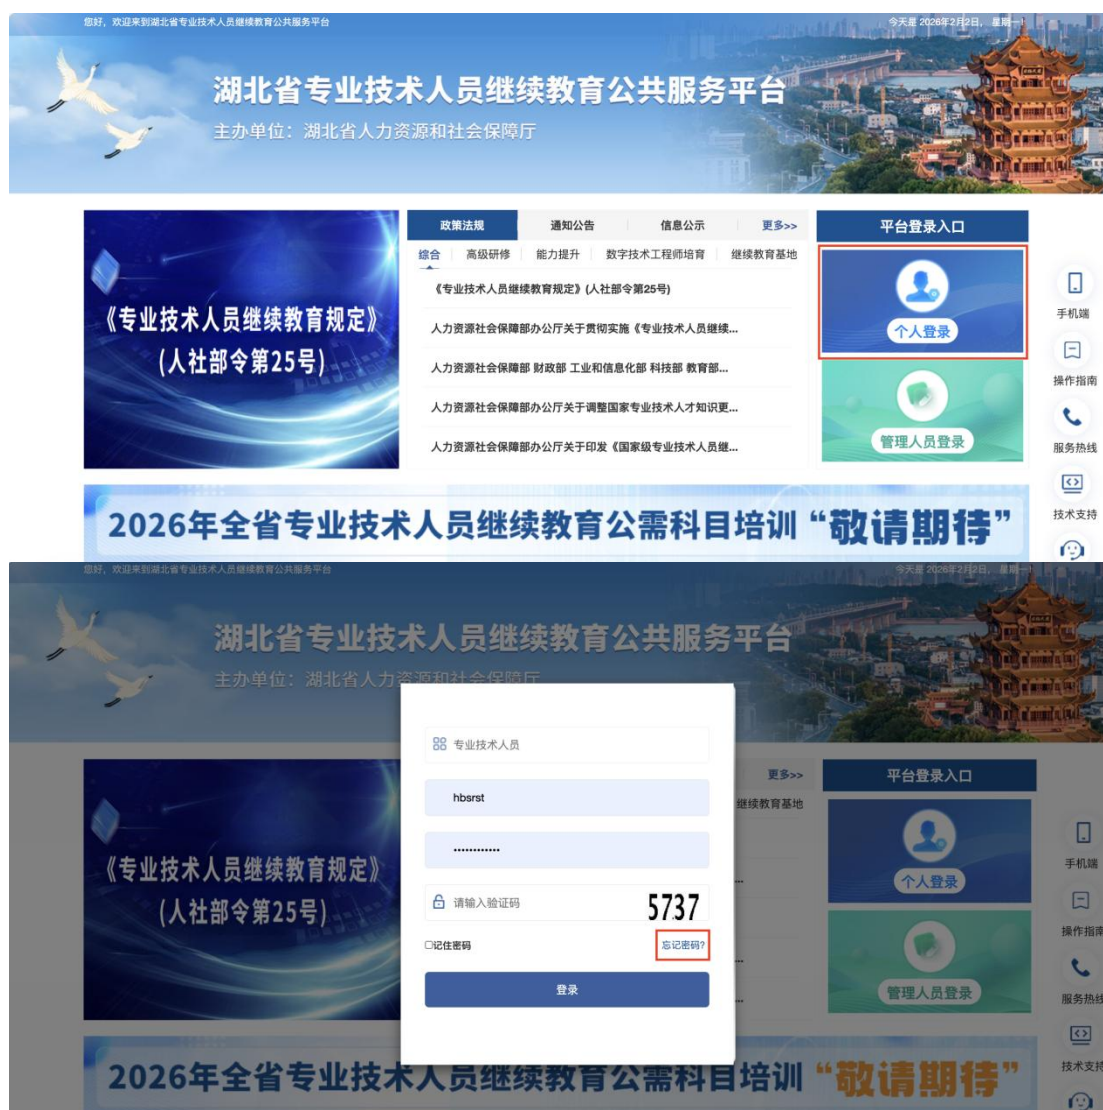 您好，欢迎来到湖北省专业技术人员继续教育公共服务平台
今天是 2026年2月2日，星期一！
湖北省专业技术人员继续教育公共服务平台
主办单位：湖北省人力资源和社会保障厅
《专业技术人员继续教育规定》
(人社部令第25号)
政策法规 通知公告 信息公示 更多>>
综合 高级研修 能力提升 数字技术工程师培育 继续教育基地
《专业技术人员继续教育规定》(人社部令第25号)
人力资源社会保障部办公厅关于贯彻实施《专业技术人员继续...
人力资源社会保障部 财政部 工业和信息化部 科技部 教育部...
人力资源社会保障部办公厅关于调整国家专业技术人才知识更...
人力资源社会保障部办公厅关于印发《国家级专业技术人员继...
平台登录入口
个人登录
管理人员登录
手机端
操作指南
服务热线
技术支持
2026年全省专业技术人员继续教育公需科目培训“敬请期待”
您好，欢迎来到湖北省专业技术人员继续教育公共服务平台
今天是 2026年2月2日，星期一！
湖北省专业技术人员继续教育公共服务平台
主办单位：湖北省人力资源和社会保障厅
《专业技术人员继续教育规定》
(人社部令第25号)
更多>>
继续教育基地
专业技术人员
hbsrst
••••••••••••
请输入验证码
5737
记住密码
忘记密码?
登录
平台登录入口
个人登录
管理人员登录
手机端
操作指南
服务热线
技术支持
2026年全省专业技术人员继续教育公需科目培训“敬请期待”